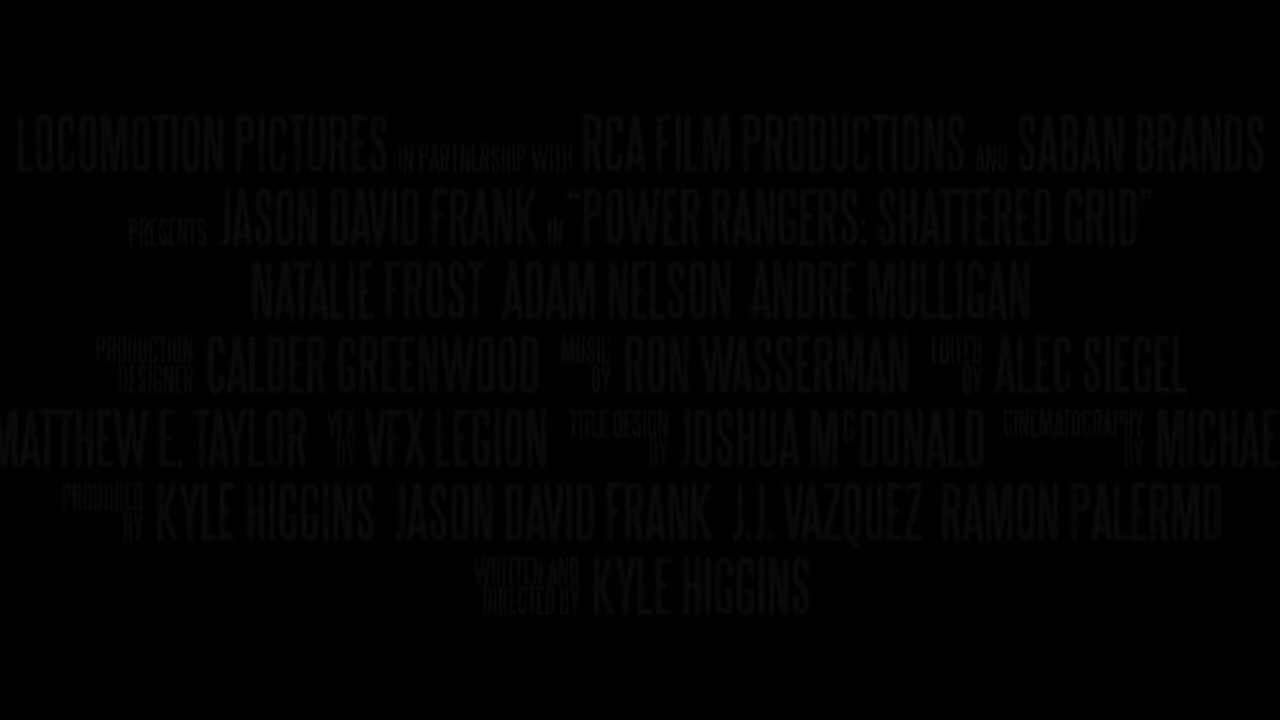 LOCOMOTION PICTURES IN PARTNERSHIP WITH RCA FILM PRODUCTIONS AND SABAN BRANDS
PRESENTS JASON DAVID FRANK IN "POWER RANGERS: SHATTERED GRID"
NATALIE FROST ADAM NELSON ANDRE MULLIGAN
PRODUCTION DESIGNER CALDER GREENWOOD MUSIC BY RON WASSERMAN EDITED BY ALEC SIEGEL
MATTHEW E. TAYLOR VFX BY VFX LEGION TITLE DESIGN BY JOSHUA McDONALD CINEMATOGRAPHY BY MICHAE
PRODUCED BY KYLE HIGGINS JASON DAVID FRANK J.J. VAZQUEZ RAMON PALERMO
WRITTEN AND DIRECTED BY KYLE HIGGINS